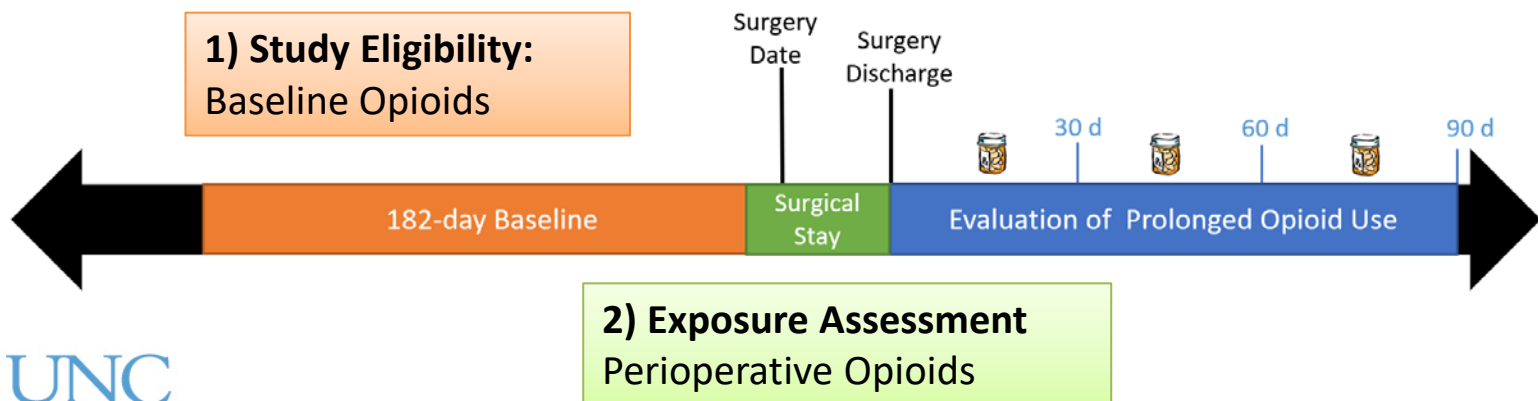 1) Study Eligibility:
Baseline Opioids
Surgery
Date
Surgery
Discharge
30 d
60 d
90 d
182-day Baseline
Surgical
Stay
Evaluation of Prolonged Opioid Use
2) Exposure Assessment
Perioperative Opioids
UNC